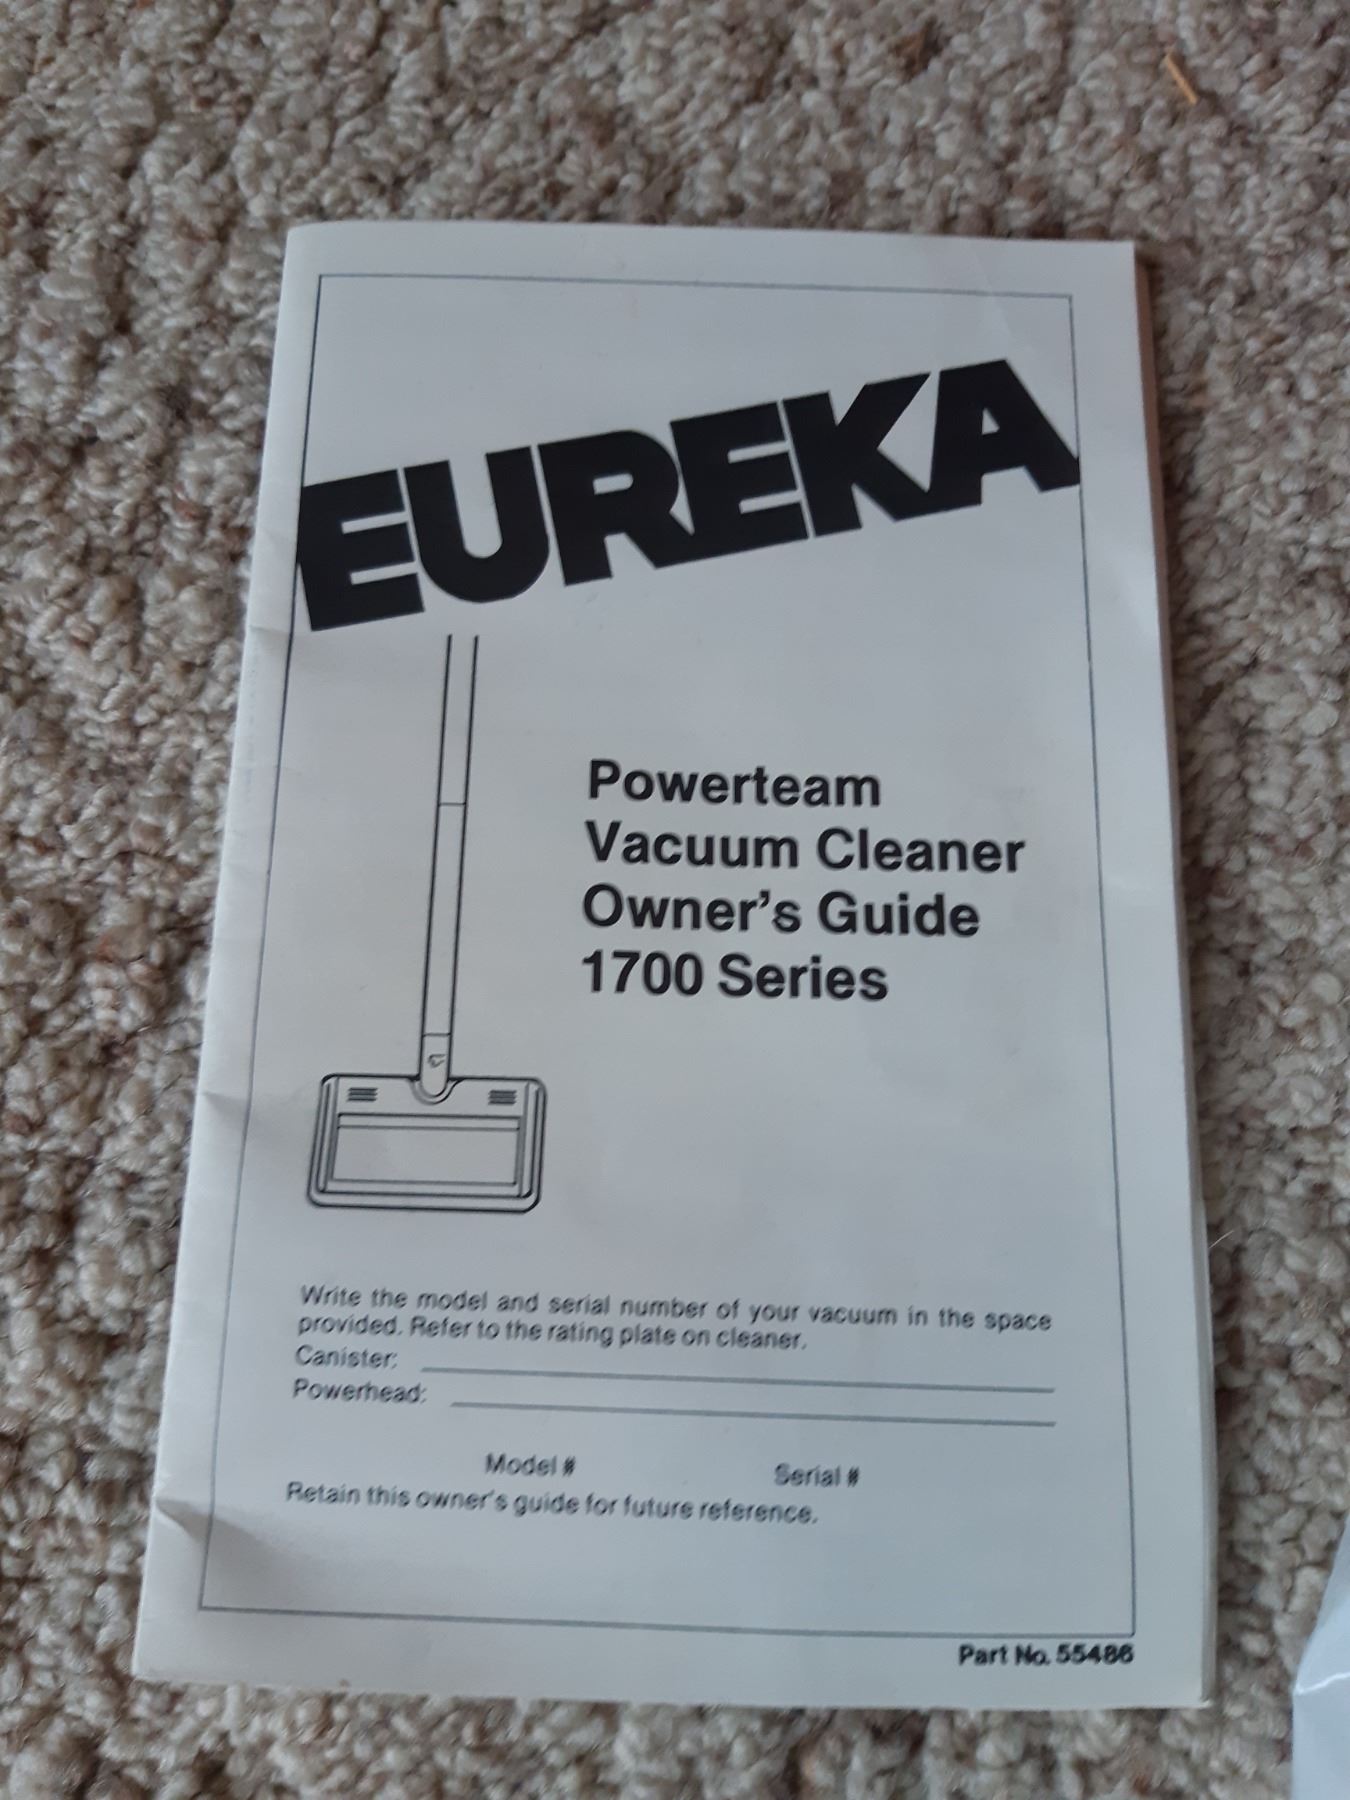 EUREKA
Powerteam
Vacuum Cleaner
Owner's Guide
1700 Series
Write the model and serial number of your vacuum in the space
provided. Refer to the rating plate on cleaner.
Canister:
Powerhead:
Model # Serial #
Retain this owner's guide for future reference.
Part No. 55486